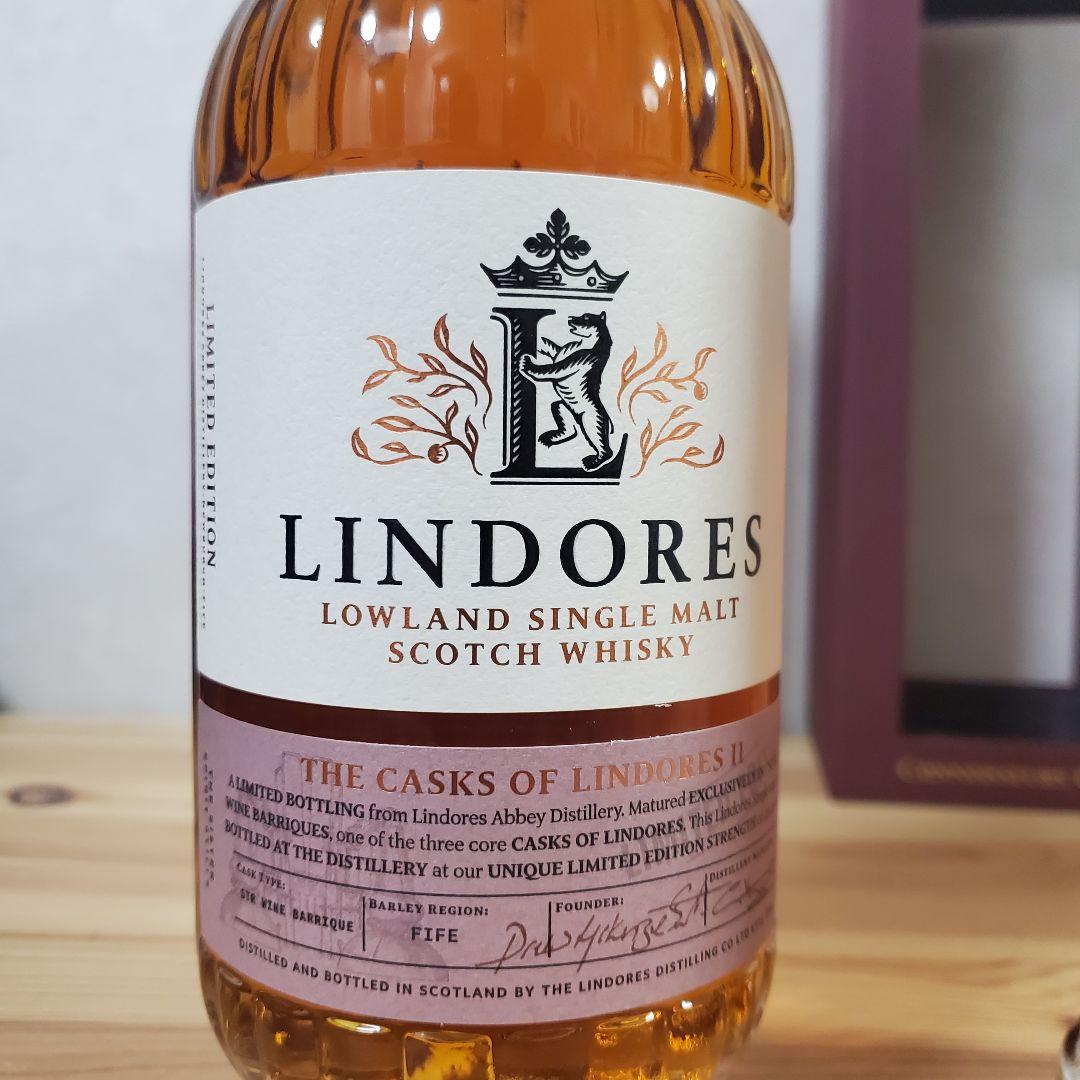 LIMITED EDITION
L
LINDORES
LOWLAND SINGLE MALT
SCOTCH WHISKY
THE CASKS OF LINDORES II
A LIMITED BOTTLING from Lindores Abbey Distillery. Matured EXCLUSIVELY
WINE BARRIQUES, one of the three core CASKS OF LINDORES. This Lindores
BOTTLED AT THE DISTILLERY at our UNIQUE LIMITED EDITION STRENGTH
CASK TYPE:
STR WINE BARRIQUE
BARLEY REGION:
FIFE
FOUNDER:
DISTILLERY
DISTILLED AND BOTTLED IN SCOTLAND BY THE LINDORES DISTILLING CO LTD